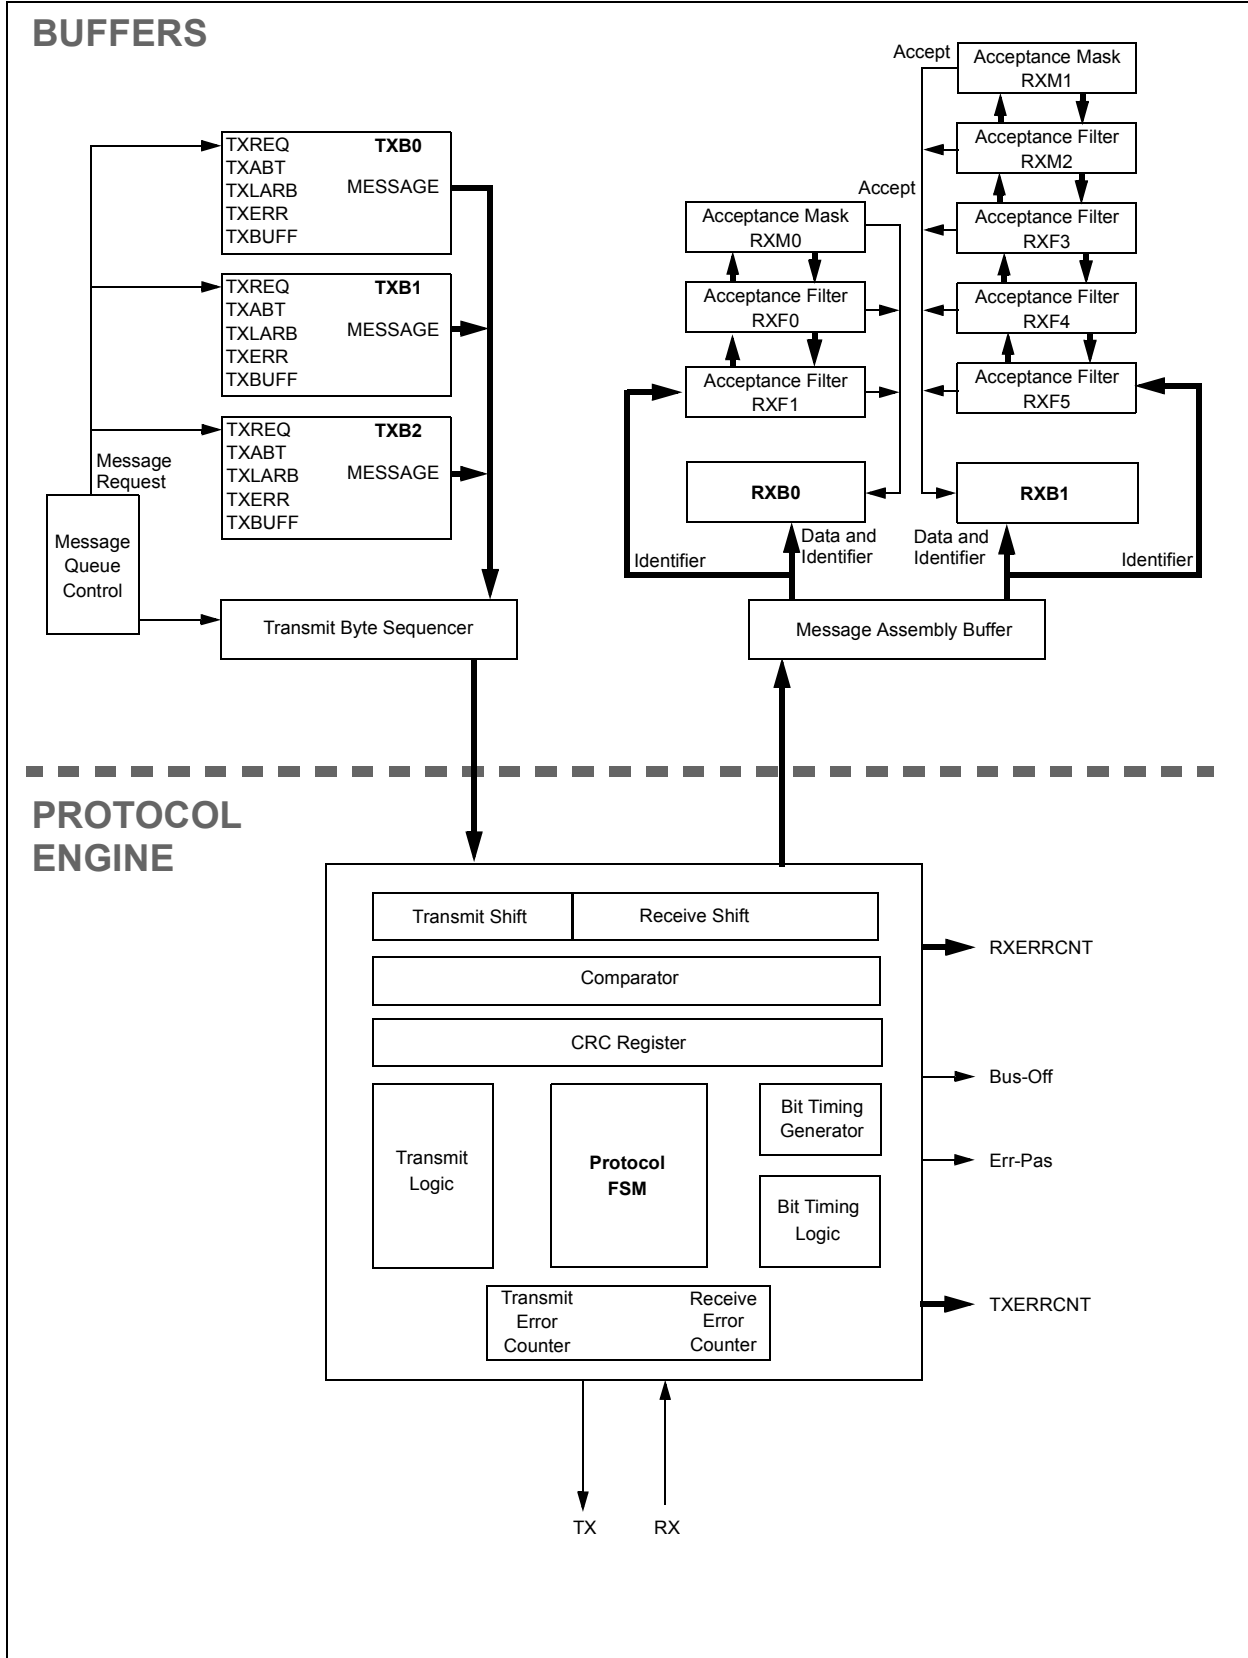 BUFFERS
TXREQ TXB0
TXABT
TXLARB MESSAGE
TXERR
TXBUFF
TXREQ TXB1
TXABT
TXLARB MESSAGE
TXERR
TXBUFF
TXREQ TXB2
TXABT
TXLARB MESSAGE
TXERR
TXBUFF
Message
Request
Message
Queue
Control
Transmit Byte Sequencer
Accept
Acceptance Mask
RXM0
Acceptance Filter
RXF0
Acceptance Filter
RXF1
RXB0
Data and
Identifier
Identifier
Accept
Acceptance Mask
RXM1
Acceptance Filter
RXM2
Acceptance Filter
RXF3
Acceptance Filter
RXF4
Acceptance Filter
RXF5
RXB1
Data and
Identifier
Identifier
Message Assembly Buffer
PROTOCOL
ENGINE
Transmit Shift
Receive Shift
Comparator
CRC Register
Transmit
Logic
Protocol
FSM
Bit Timing
Generator
Bit Timing
Logic
Transmit
Error
Counter
Receive
Error
Counter
RXERRCNT
Bus-Off
Err-Pas
TXERRCNT
TX
RX